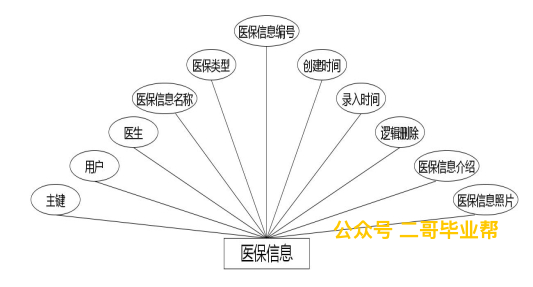 医保信息编号
医保类型
创建时间
医保信息名称
录入时间
医生
逻辑删除
用户
医保信息介绍
主键
医保信息照片
公众号 二哥毕业帮
医保信息